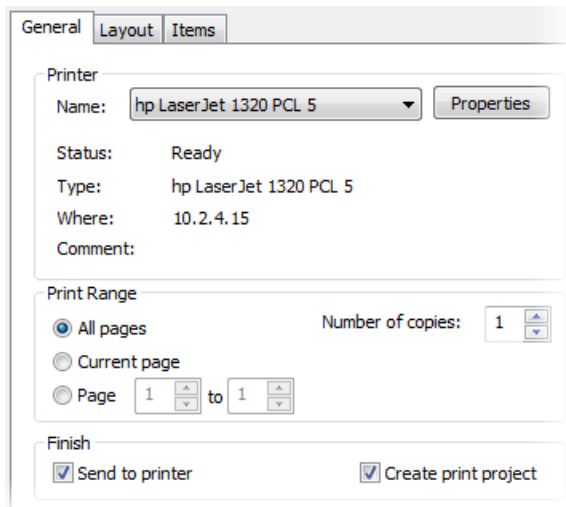 General Layout Items
Printer
Name: hp LaserJet 1320 PCL 5 Properties
Status: Ready
Type: hp LaserJet 1320 PCL 5
Where: 10.2.4.15
Comment:
Print Range
All pages Number of copies: 1
Current page
Page 1 to 1
Finish
Send to printer Create print project